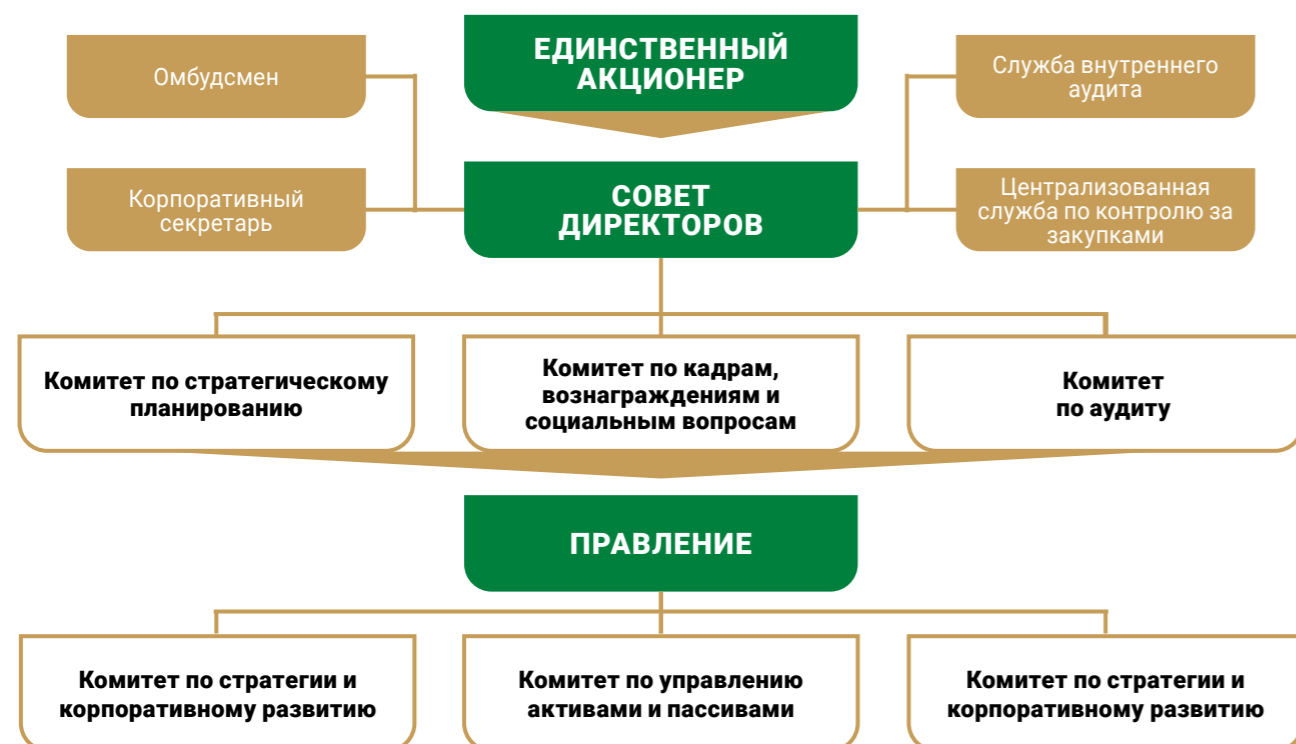 Омбудсмен
ЕДИНСТВЕННЫЙ
АКЦИОНЕР
Служба внутреннего
аудита
Корпоративный
секретарь
СОВЕТ
ДИРЕКТОРОВ
Централизованная
служба по контролю за
закупками
Комитет по стратегическому
планированию
Комитет по кадрам,
вознаграждениям и
социальным вопросам
Комитет
по аудиту
ПРАВЛЕНИЕ
Комитет по стратегии и
корпоративному развитию
Комитет по управлению
активами и пассивами
Комитет по стратегии и
корпоративному развитию